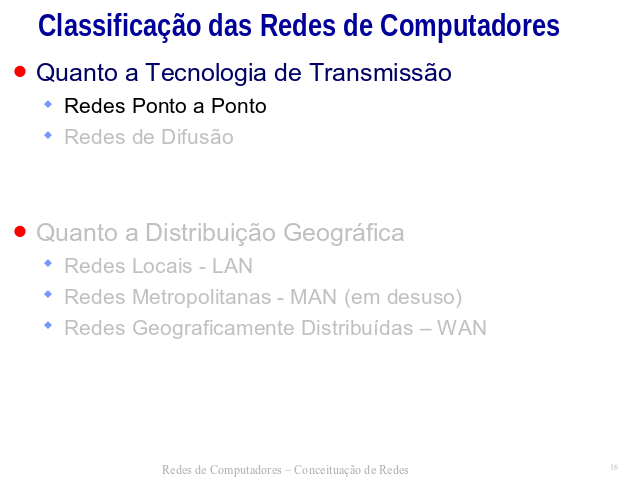 Classificação das Redes de Computadores
Quanto a Tecnologia de Transmissão
Redes Ponto a Ponto
Redes de Difusão
Quanto a Distribuição Geográfica
Redes Locais - LAN
Redes Metropolitanas - MAN (em desuso)
Redes Geograficamente Distribuídas – WAN
Redes de Computadores – Conceituação de Redes
16